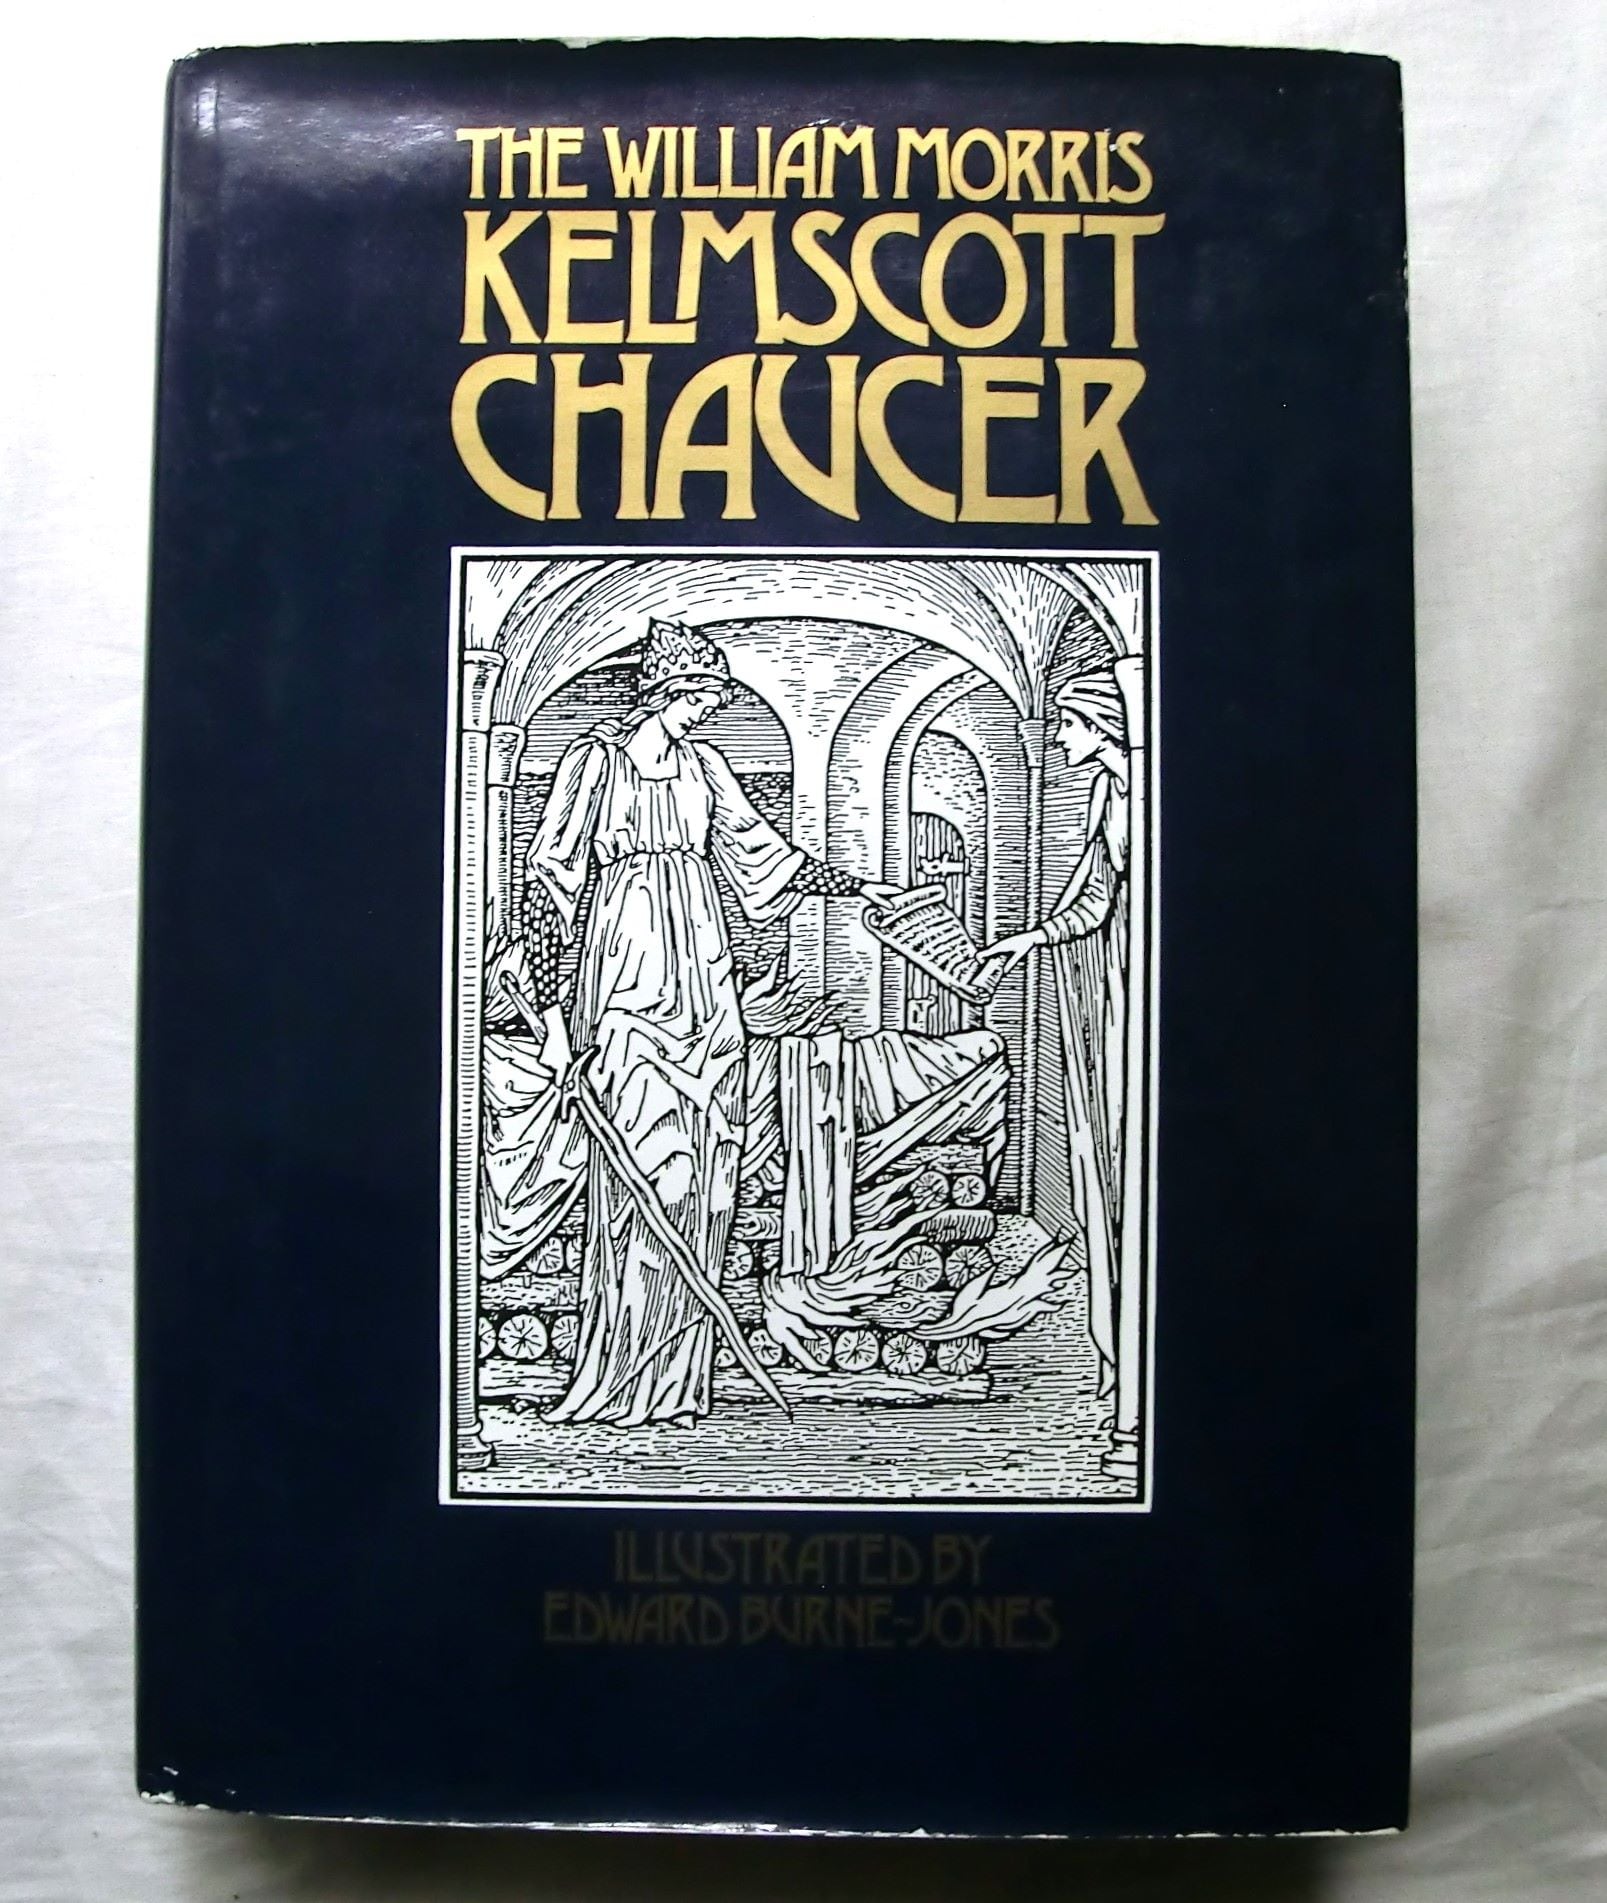 THE WILLIAM MORRIS
KELMSCOTT
CHAUCER
ILLUSTRATED BY
EDWARD BURNE-JONES